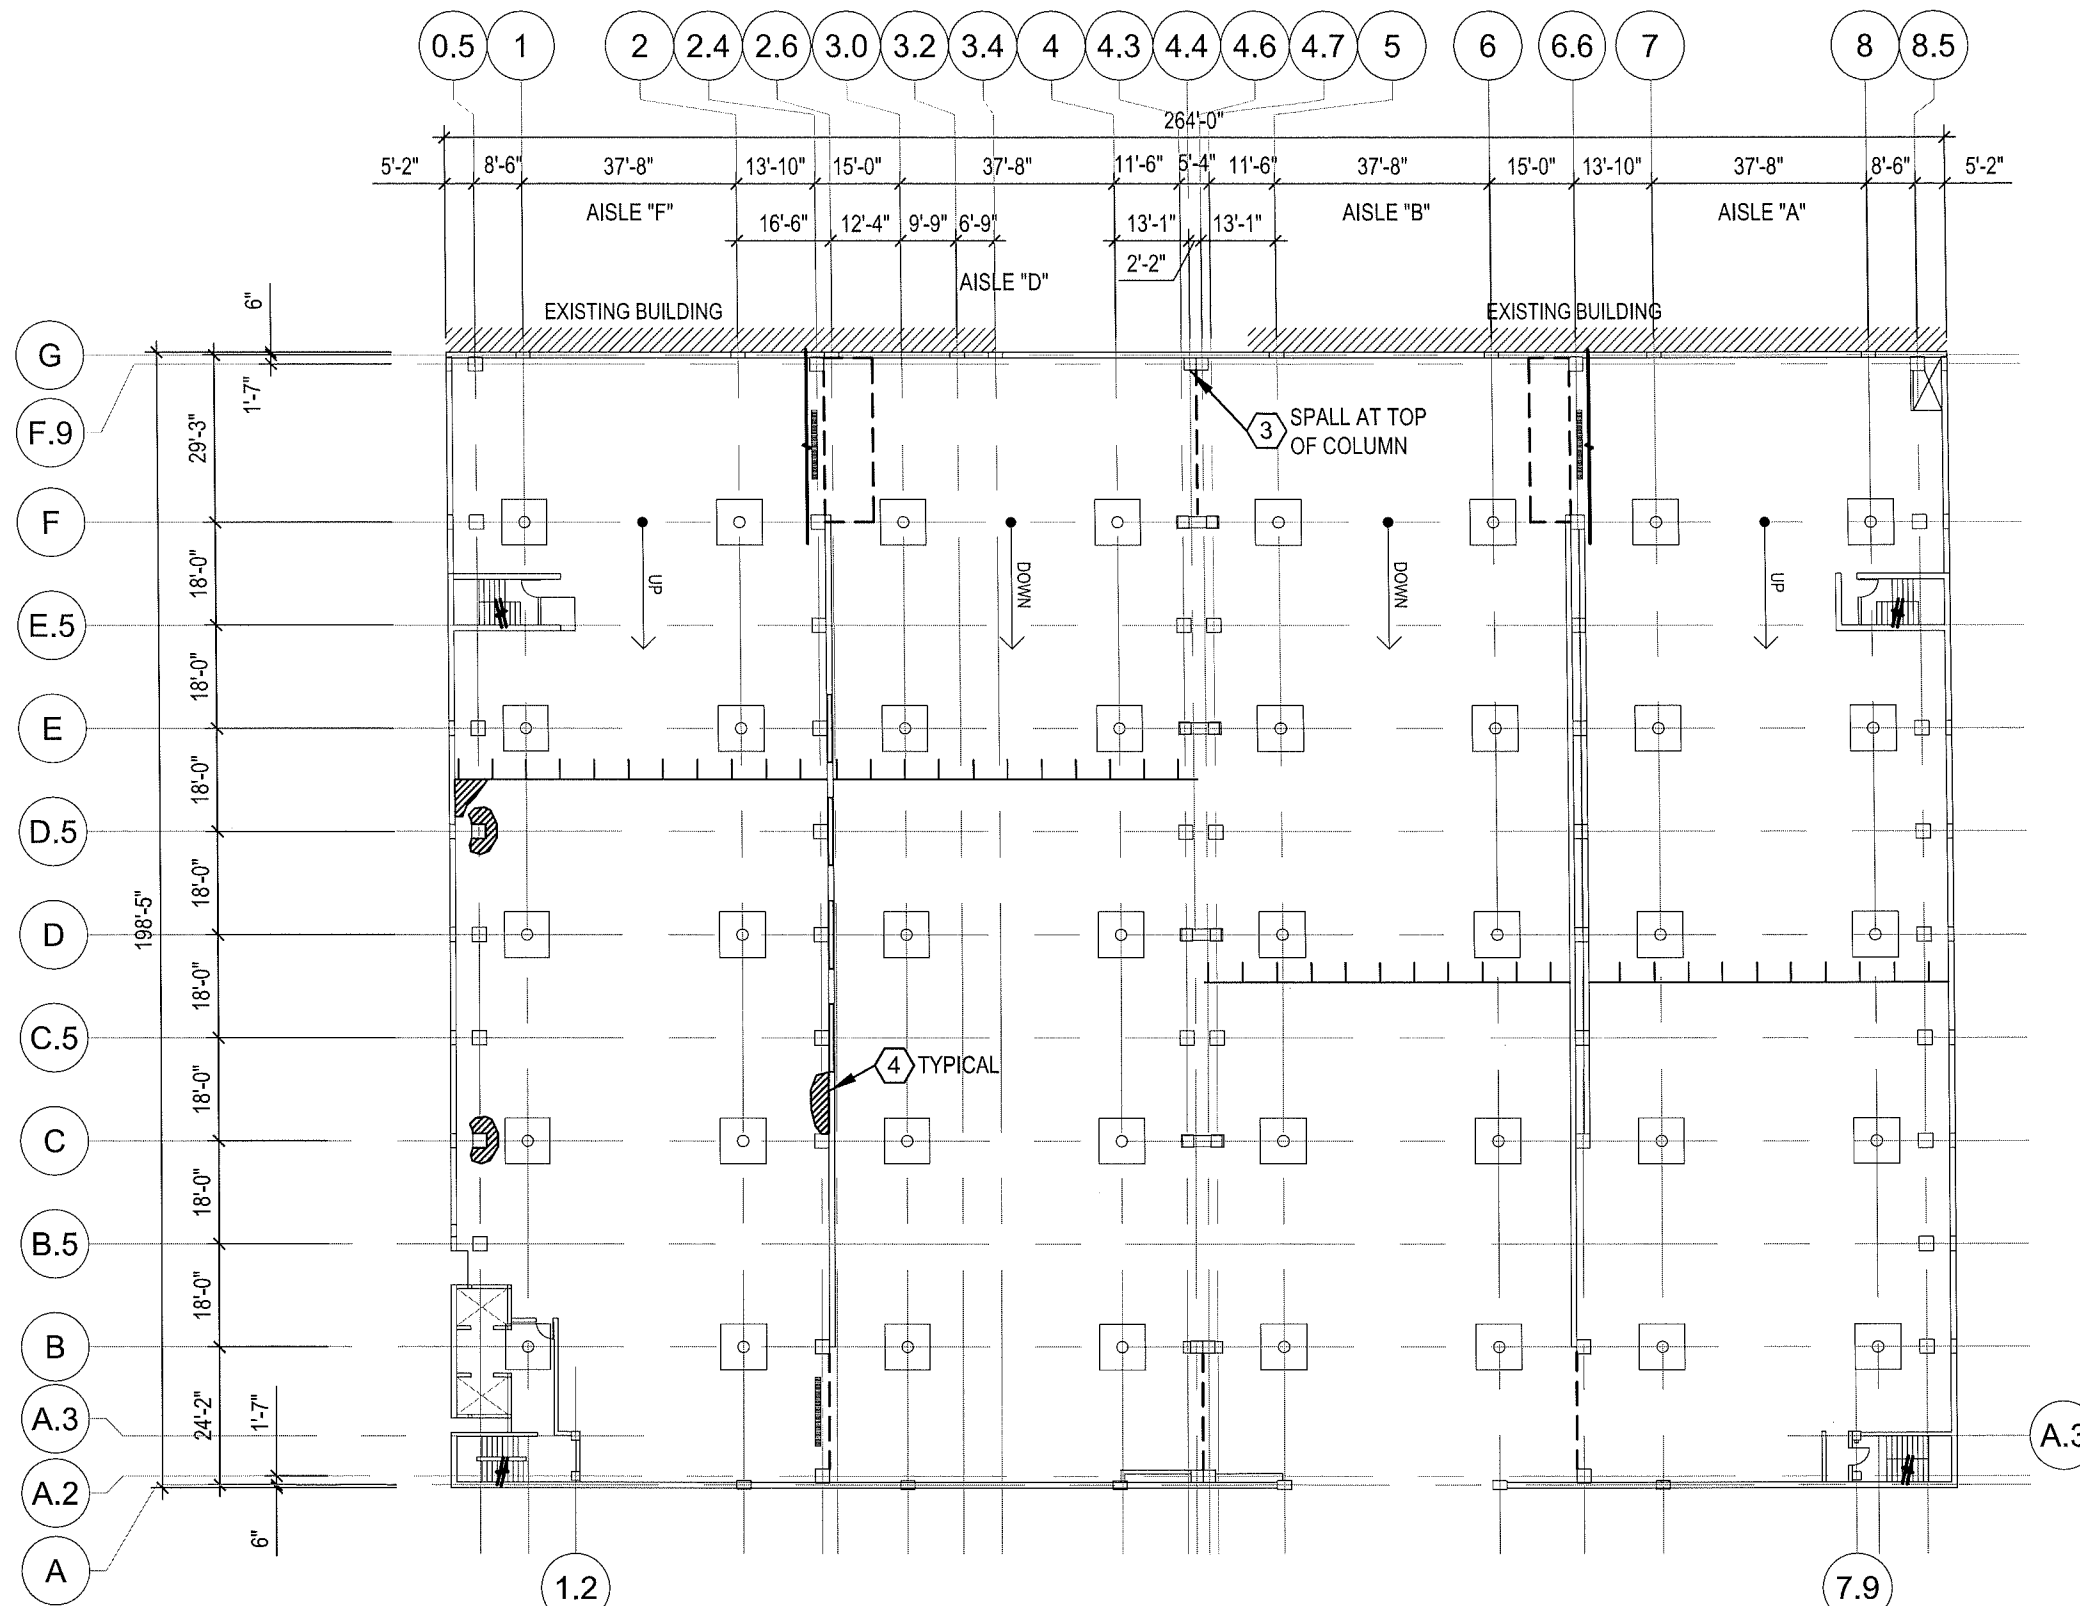 0.5 1 2 2.4 2.6 3.0 3.2 3.4 4 4.3 4.4 4.6 4.7 5 6 6.6 7 8 8.5
264'-0"
5'-2" 8'-6" 37'-8" 13'-10" 15'-0" 37'-8" 11'-6" 5'-4" 11'-6" 37'-8" 15'-0" 13'-10" 37'-8" 8'-6" 5'-2"
AISLE "F" AISLE "B" AISLE "A"
16'-6" 12'-4" 9'-9" 6'-9" 13'-1" 13'-1"
2'-2"
AISLE "D"
EXISTING BUILDING EXISTING BUILDING
6"
G
1'-7"
F.9
29'-3"
3 SPALL AT TOP
OF COLUMN
F
UP DOWN DOWN UP
18'-0"
E.5
18'-0"
E
18'-0"
D.5
18'-0"
198'-5"
D
18'-0"
C.5
4 TYPICAL
18'-0"
C
18'-0"
B.5
18'-0"
B
24'-2" 1'-7"
A.3 A.3
A.2
6"
A
1.2 7.9